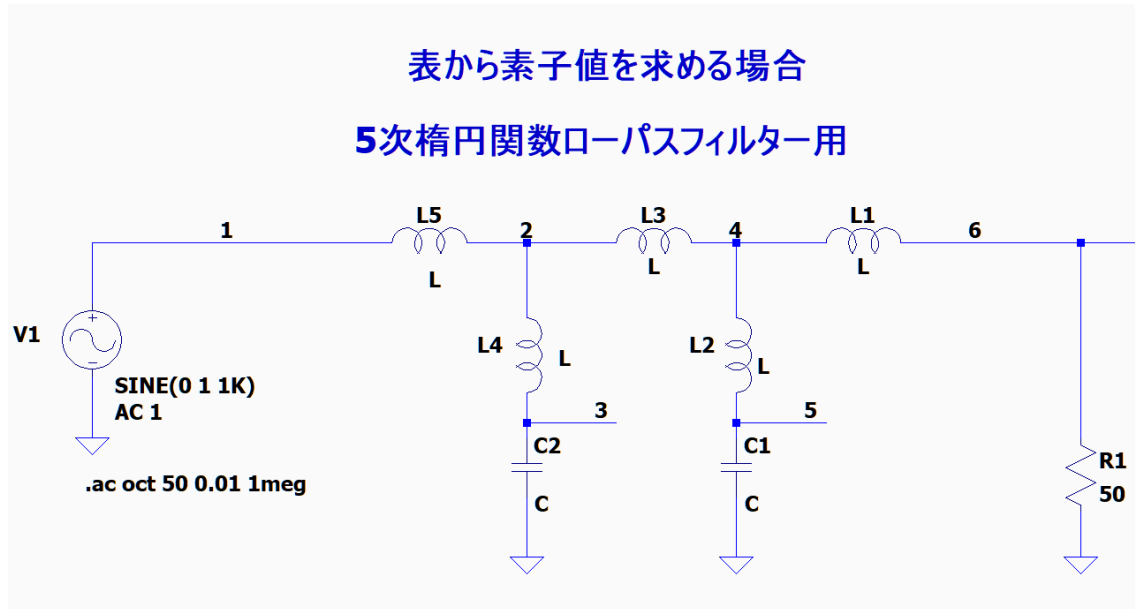 表から素子値を求める場合
5次楕円関数ローパスフィルター用
L5 L3 L1
1 2 4 6
L L L
V1 + −
L4 L L2 L
SINE(0 1 1K)
AC 1
3 5
C2 C1
R1
.ac oct 50 0.01 1meg
50
C C